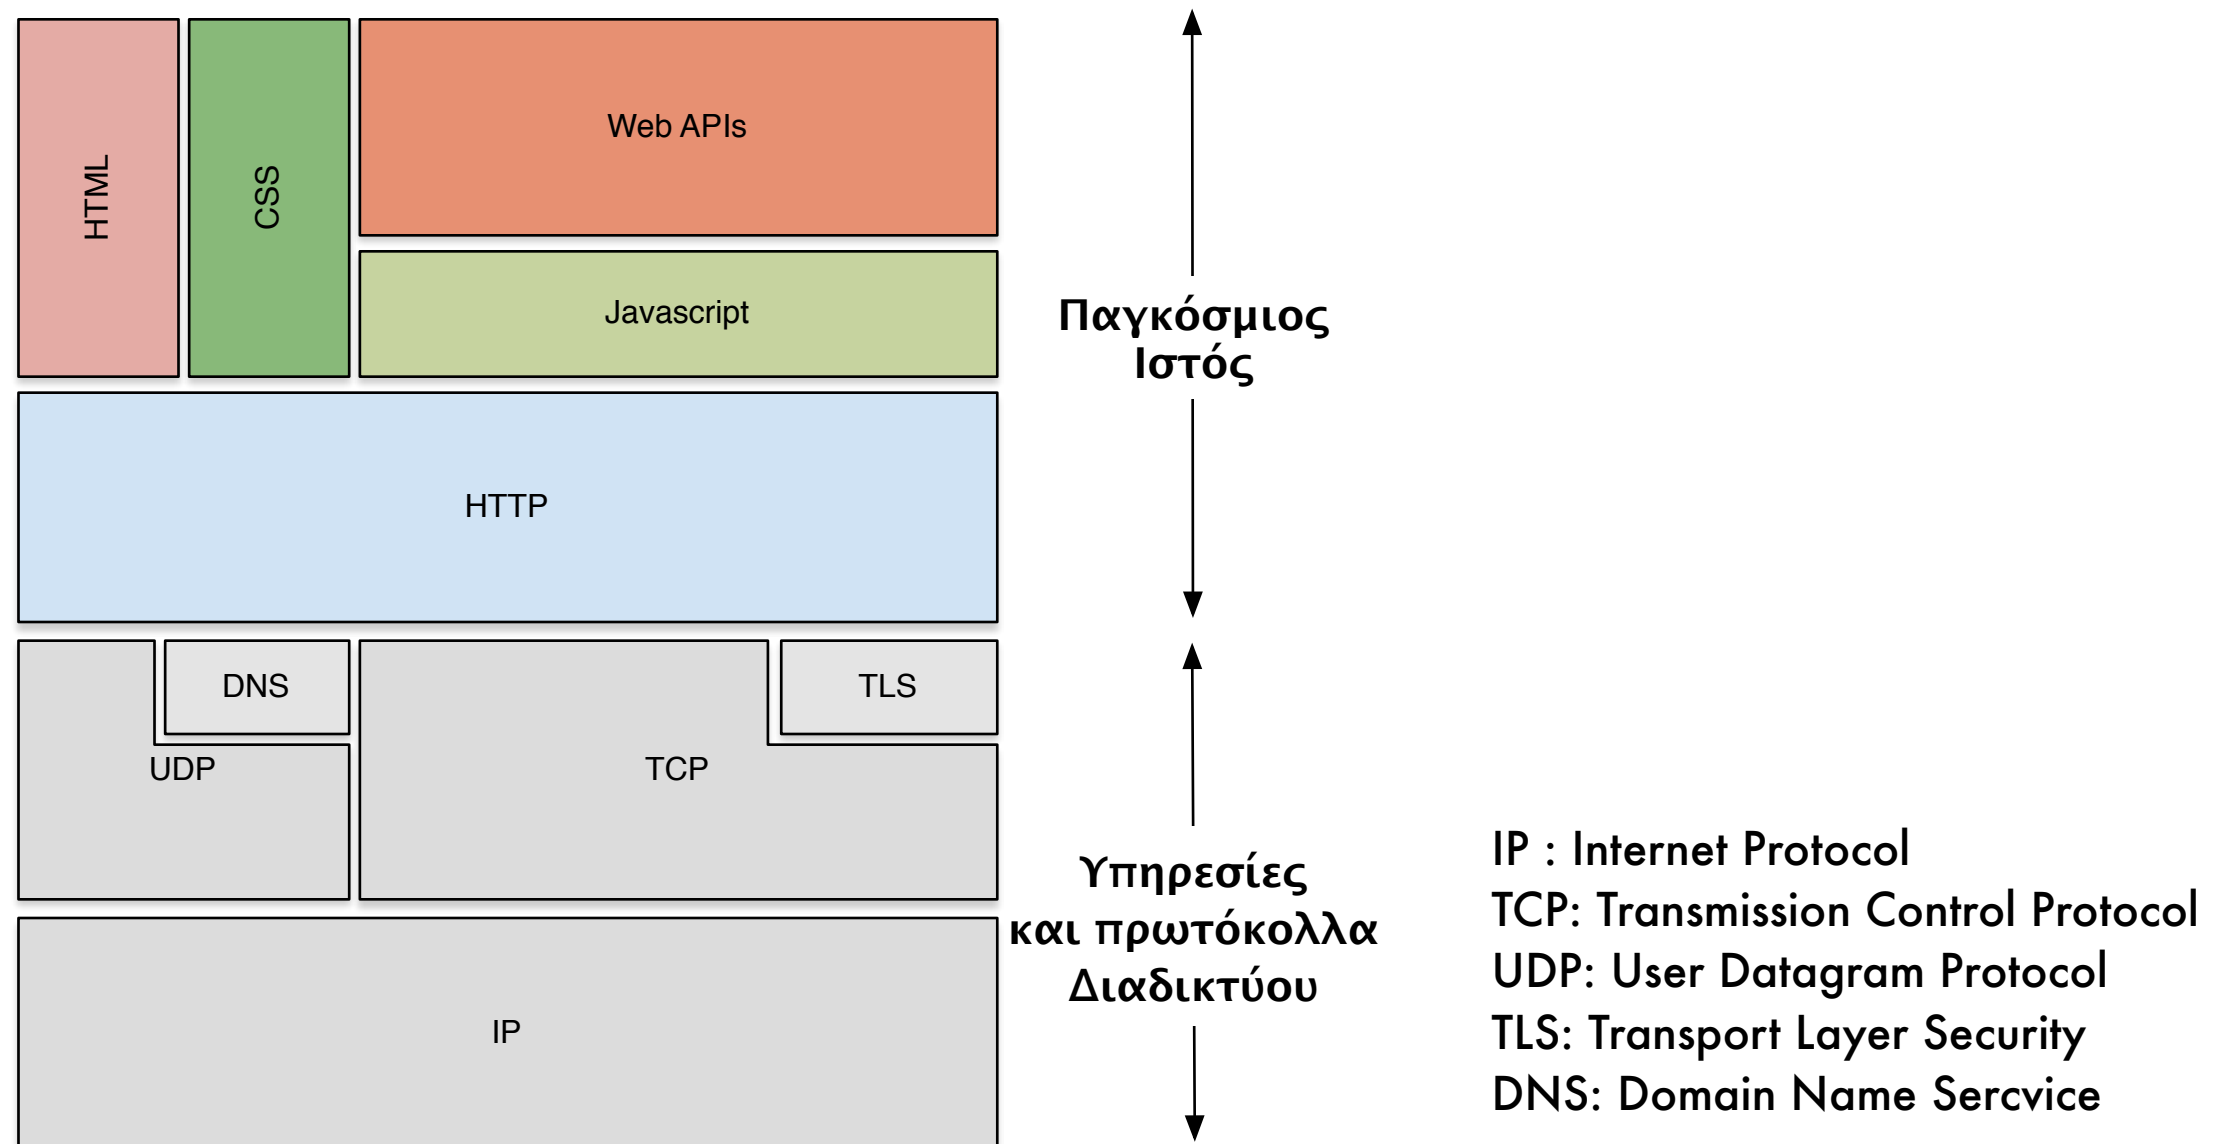 HTML
CSS
Web APIs
Javascript
HTTP
DNS
TLS
UDP
TCP
IP
Παγκόσμιος
Ιστός
Υπηρεσίες
και πρωτόκολλα
Διαδικτύου
IP : Internet Protocol
TCP: Transmission Control Protocol
UDP: User Datagram Protocol
TLS: Transport Layer Security
DNS: Domain Name Sercvice